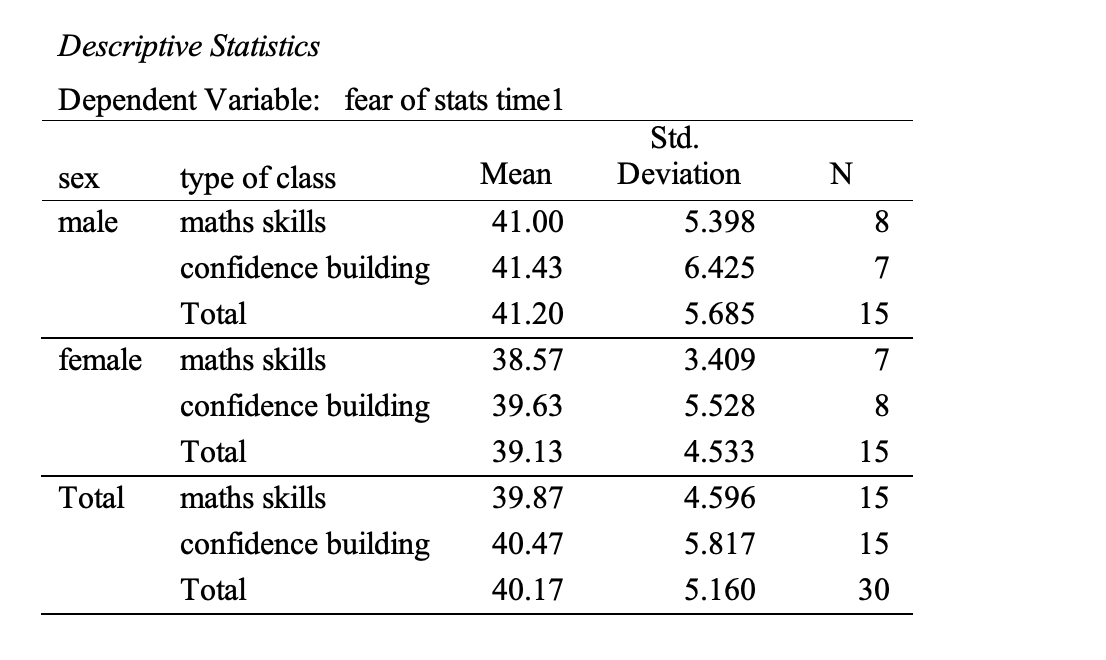 Descriptive Statistics
Dependent Variable: fear of stats time1
sex type of class Mean Std. Deviation N
male maths skills 41.00 5.398 8
confidence building 41.43 6.425 7
Total 41.20 5.685 15
female maths skills 38.57 3.409 7
confidence building 39.63 5.528 8
Total 39.13 4.533 15
Total maths skills 39.87 4.596 15
confidence building 40.47 5.817 15
Total 40.17 5.160 30